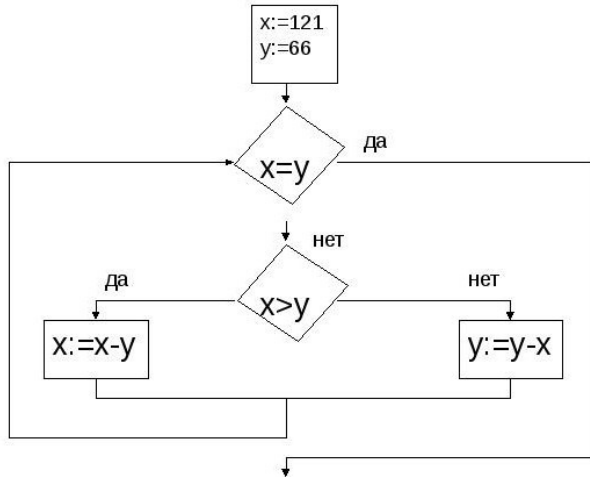 x:=121
y:=66
x=y
да
нет
x>y
да
нет
x:=x-y
y:=y-x